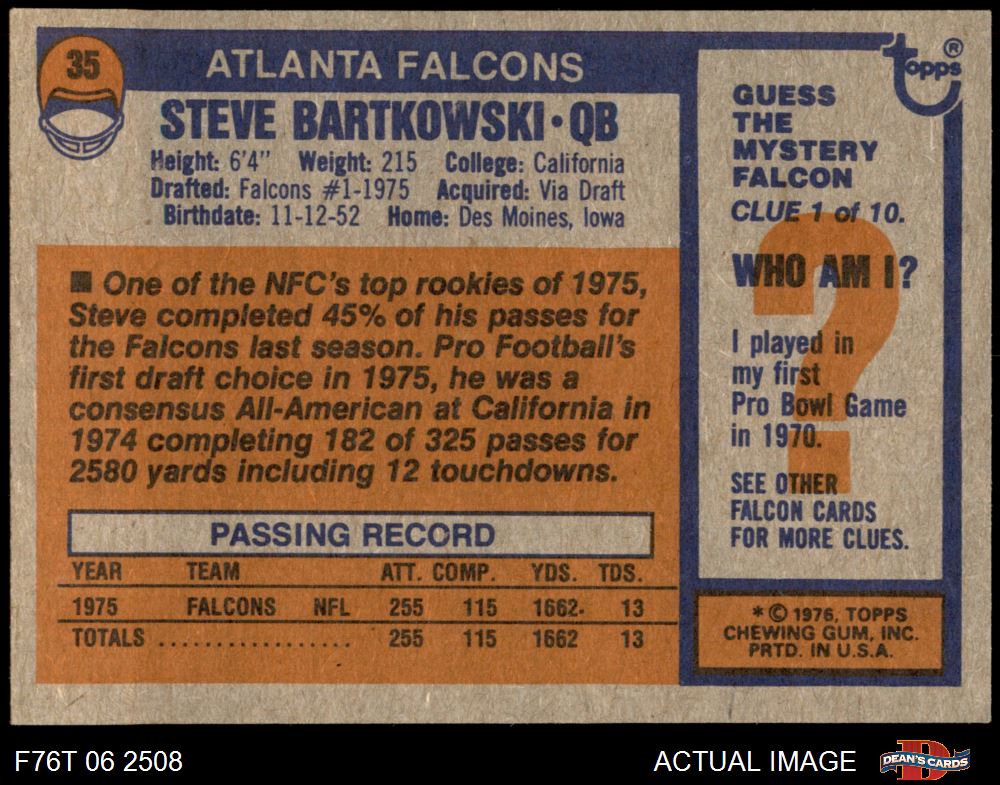 35
ATLANTA FALCONS
STEVE BARTKOWSKI • QB
Height: 6'4" Weight: 215 College: California
Drafted: Falcons #1-1975 Acquired: Via Draft
Birthdate: 11-12-52 Home: Des Moines, Iowa
■ One of the NFC's top rookies of 1975,
Steve completed 45% of his passes for
the Falcons last season. Pro Football's
first draft choice in 1975, he was a
consensus All-American at California in
1974 completing 182 of 325 passes for
2580 yards including 12 touchdowns.
PASSING RECORD
YEAR TEAM ATT. COMP. YDS. TDS.
1975 FALCONS NFL 255 115 1662 13
TOTALS .................. 255 115 1662 13
topps ®
GUESS
THE
MYSTERY
FALCON
CLUE 1 of 10.
WHO AM I?
I played in
my first
Pro Bowl Game
in 1970.
SEE OTHER
FALCON CARDS
FOR MORE CLUES.
* © 1976, TOPPS
CHEWING GUM, INC.
PRTD. IN U.S.A.
F76T 06 2508
ACTUAL IMAGE
D
DEAN'S CARDS